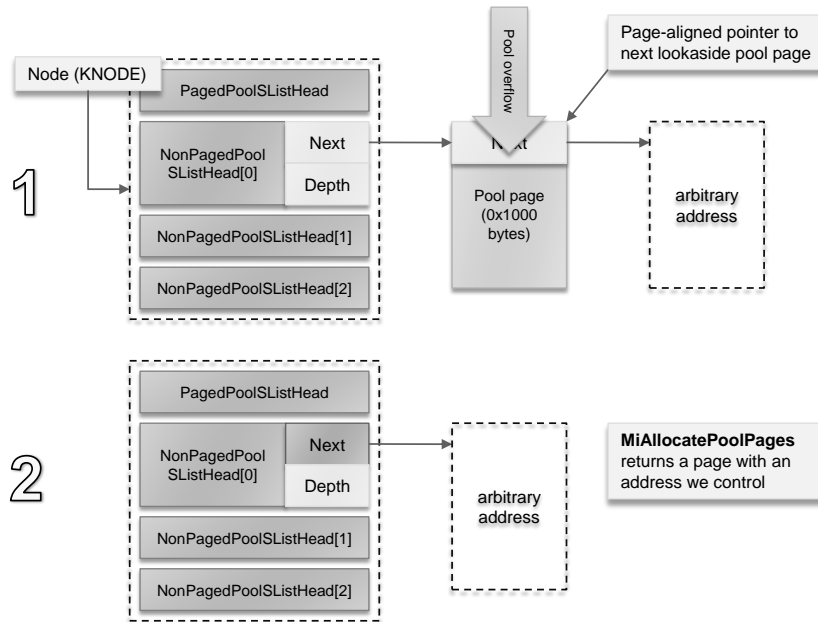 Page-aligned pointer to
next lookaside pool page
Pool overflow
Node (KNODE)
PagedPoolSListHead
1
NonPagedPool
SListHead[0]
Next
Depth
Next
Pool page
(0x1000
bytes)
arbitrary
address
NonPagedPoolSListHead[1]
NonPagedPoolSListHead[2]
2
PagedPoolSListHead
NonPagedPool
SListHead[0]
Next
Depth
arbitrary
address
MiAllocatePoolPages
returns a page with an
address we control
NonPagedPoolSListHead[1]
NonPagedPoolSListHead[2]